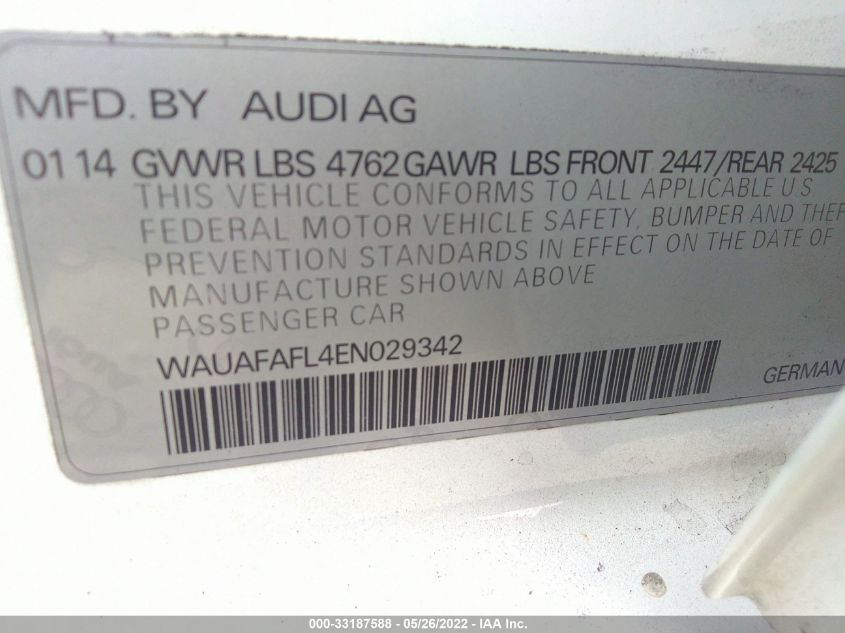 MFD. BY AUDI AG
01 14 GVWR LBS 4762 GAWR LBS FRONT 2447/REAR 2425
THIS VEHICLE CONFORMS TO ALL APPLICABLE U S
FEDERAL MOTOR VEHICLE SAFETY, BUMPER AND THEF
PREVENTION STANDARDS IN EFFECT ON THE DATE OF
MANUFACTURE SHOWN ABOVE
PASSENGER CAR
WAUAFAFL4EN029342
GERMAN
000-33187588 - 05/26/2022 - IAA Inc.